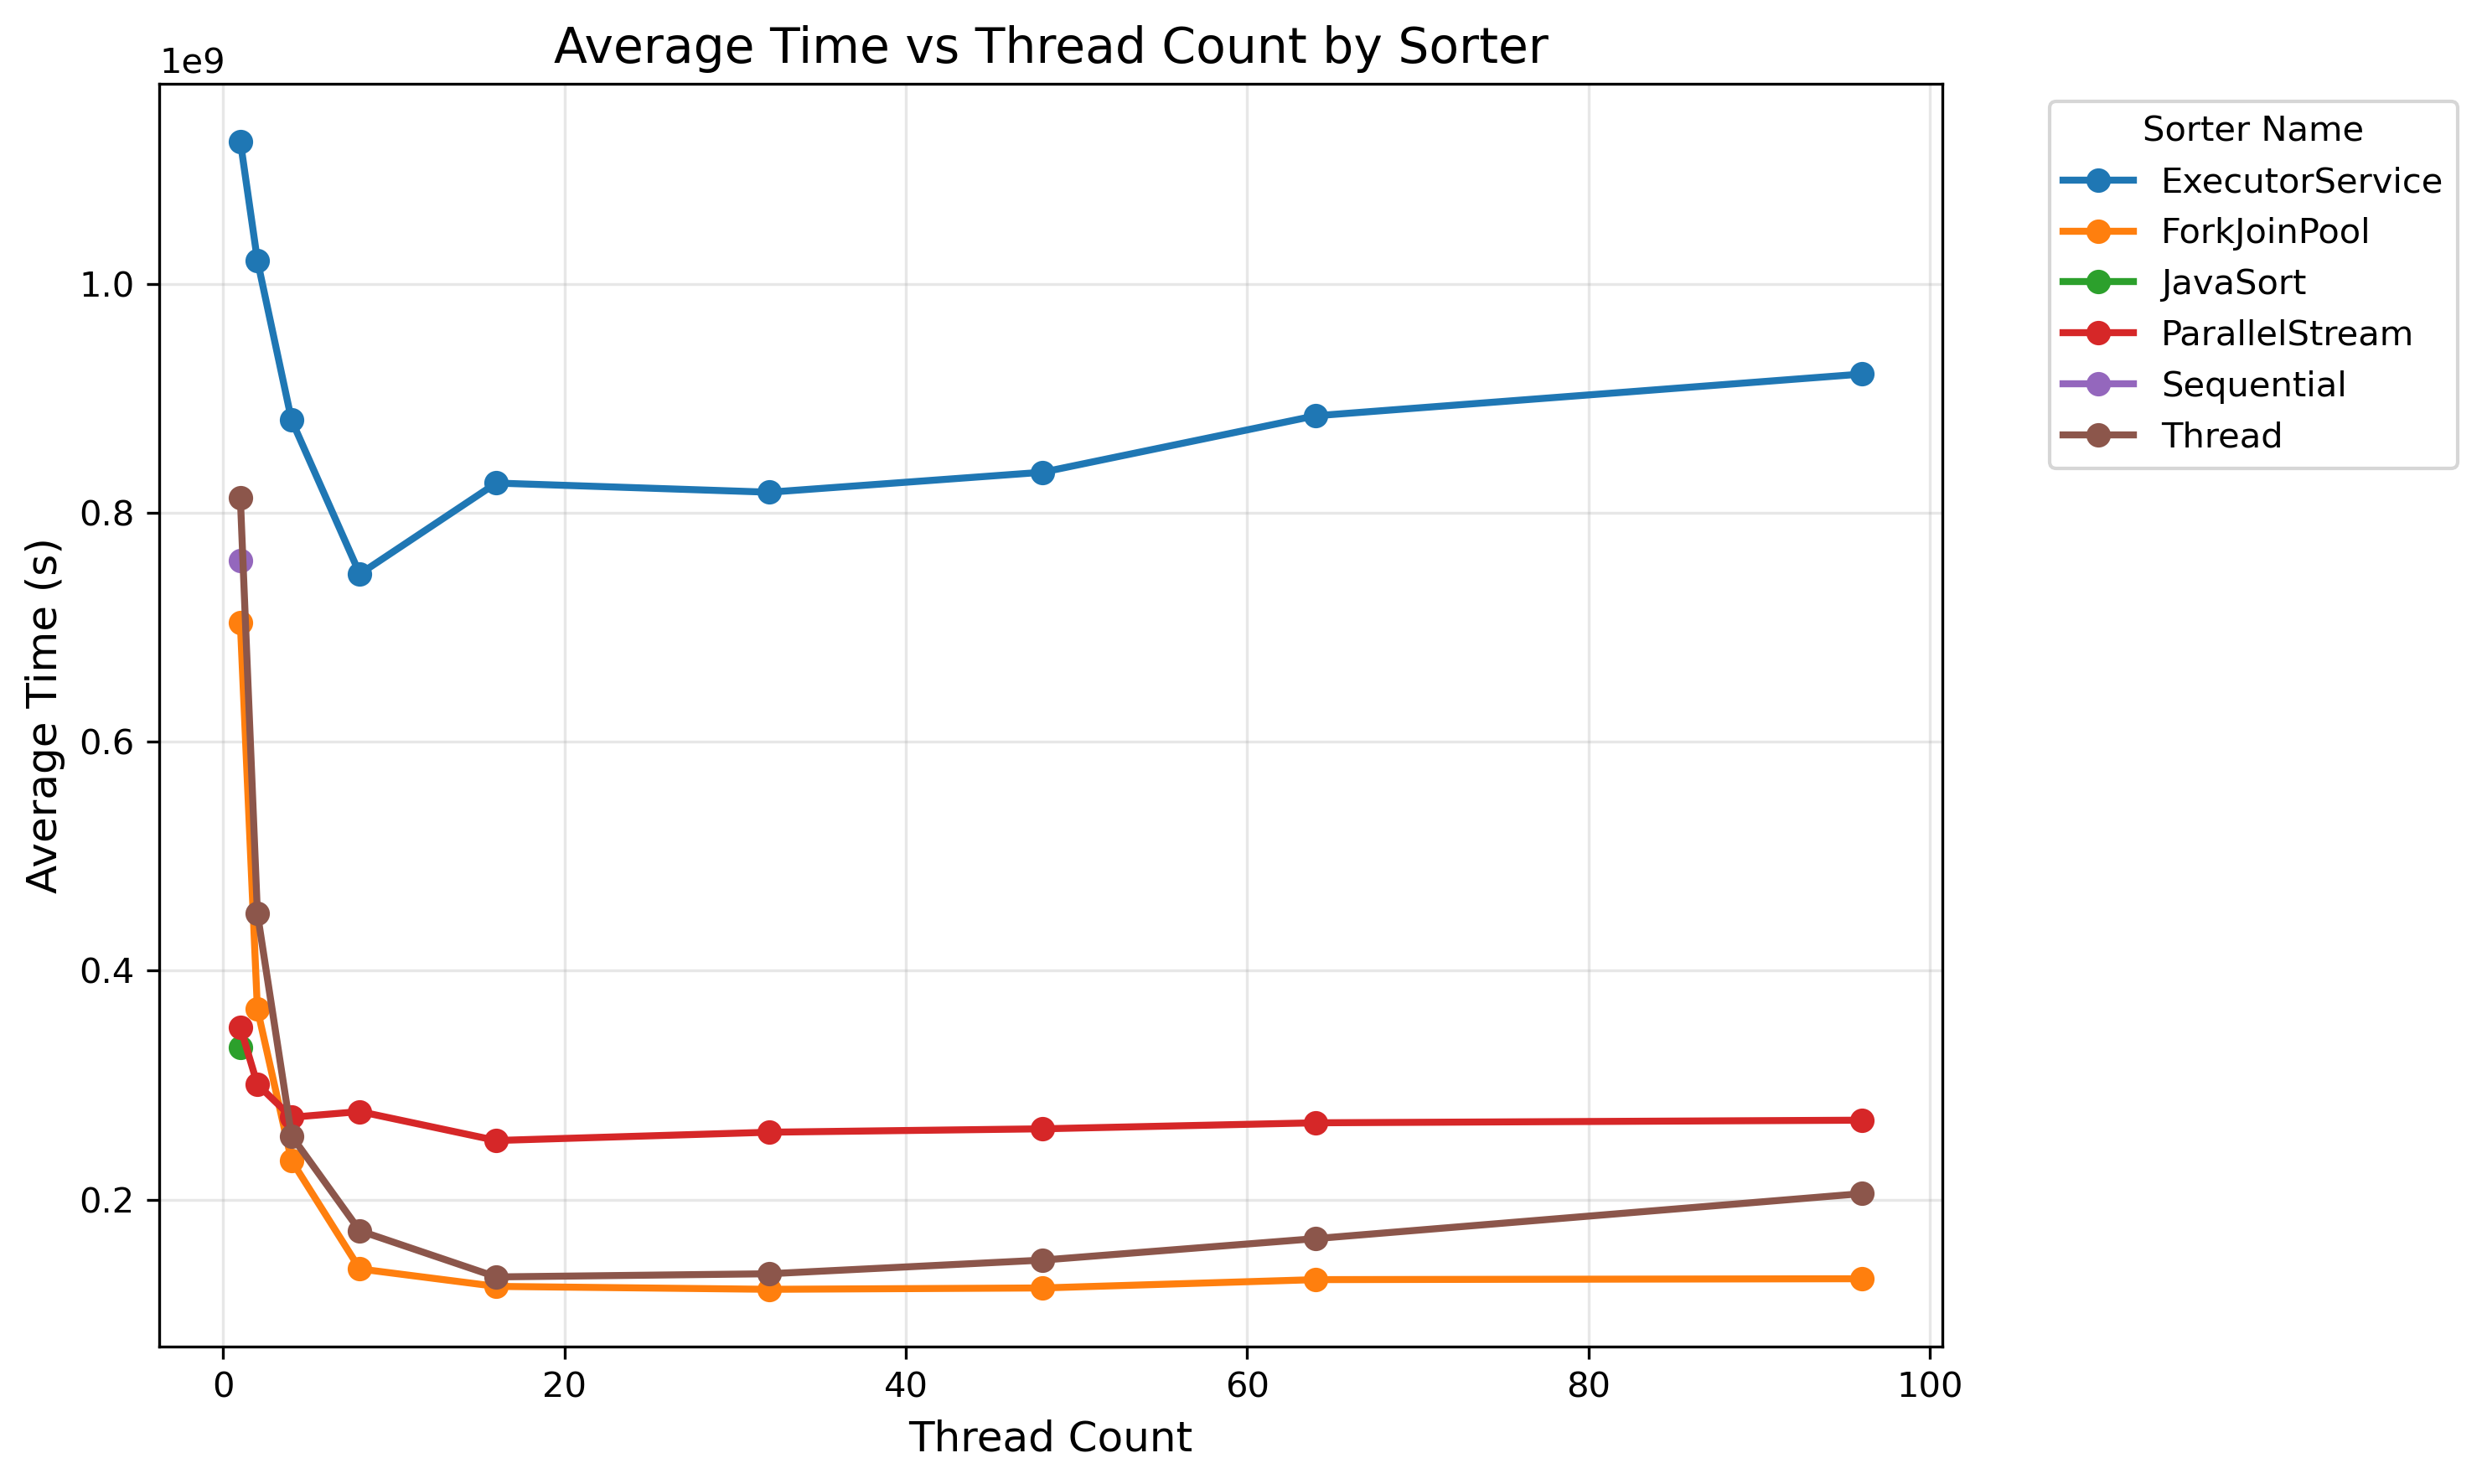 Average Time vs Thread Count by Sorter
1e9
1.0
0.8
0.6
0.4
0.2
Average Time (s)
0
20
40
60
80
100
Thread Count
Sorter Name
ExecutorService
ForkJoinPool
JavaSort
ParallelStream
Sequential
Thread